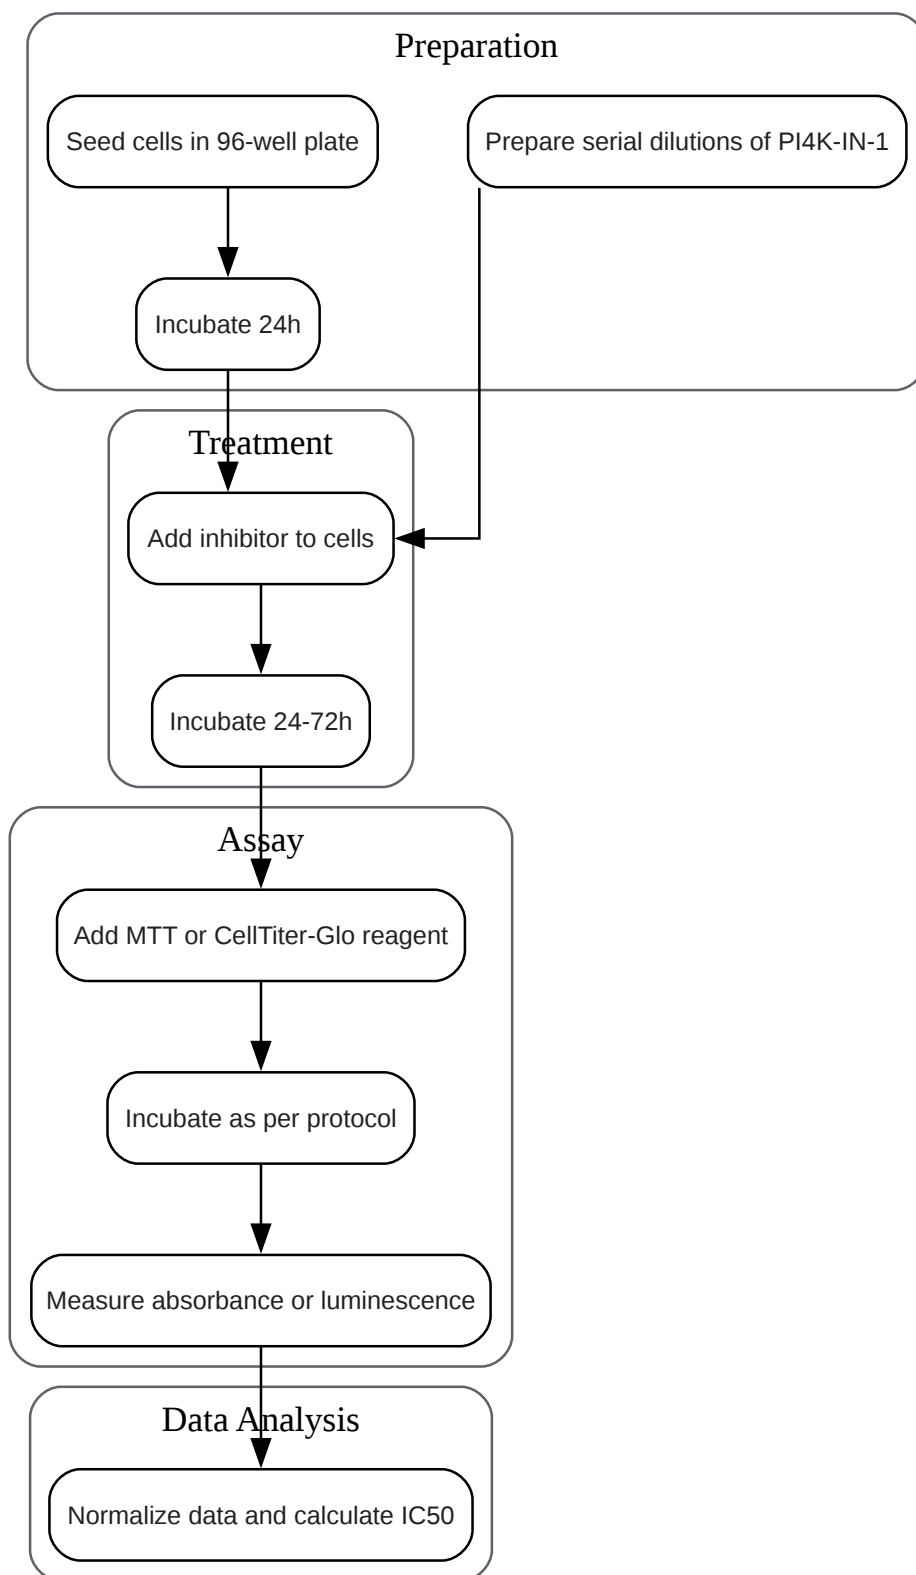 Preparation
Seed cells in 96-well plate
Prepare serial dilutions of PI4K-IN-1
Incubate 24h
Treatment
Add inhibitor to cells
Incubate 24-72h
Assay
Add MTT or CellTiter-Glo reagent
Incubate as per protocol
Measure absorbance or luminescence
Data Analysis
Normalize data and calculate IC50